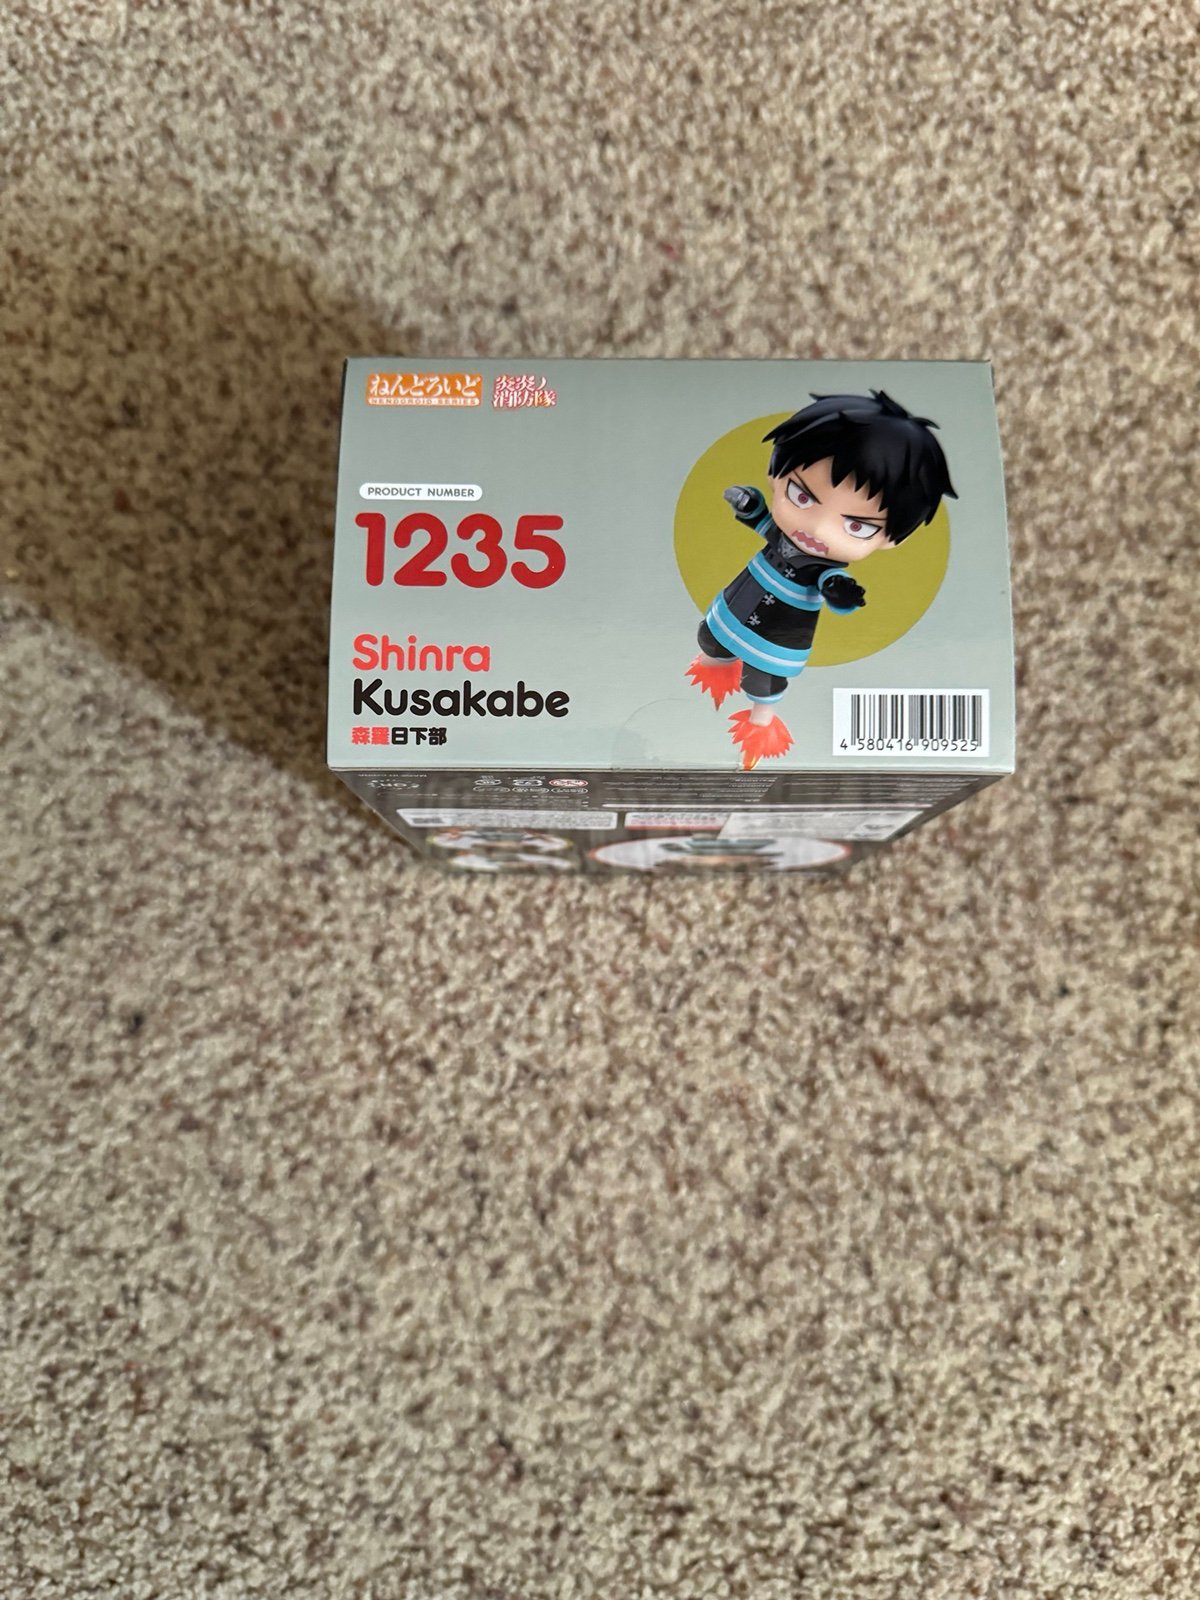 ねんどろいど
NENDOROID SERIES
炎炎ノ
消防隊
PRODUCT NUMBER
1235
Shinra
Kusakabe
森羅日下部
4 580416 909525